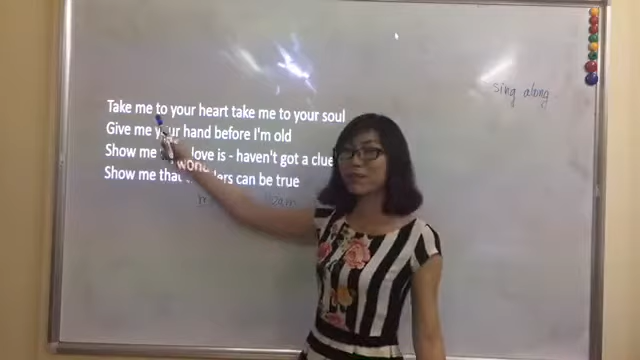 sing along
Take me to your heart take me to your soul
Give me your hand before I'm old
Show me love is - haven't got a clue
Show me that can be true